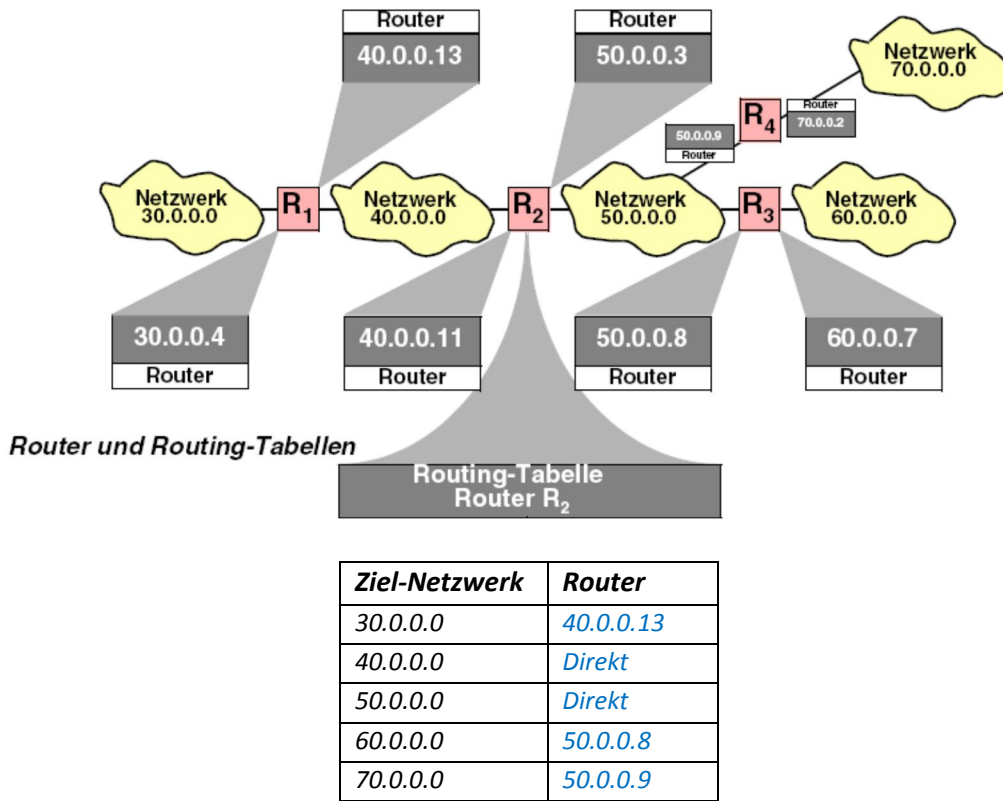 Router
40.0.0.13
Router
50.0.0.3
Netzwerk
70.0.0.0
R4
Router
70.0.0.2
50.0.0.9
Router
Netzwerk
30.0.0.0
R1
Netzwerk
40.0.0.0
R2
Netzwerk
50.0.0.0
R3
Netzwerk
60.0.0.0
30.0.0.4
Router
40.0.0.11
Router
50.0.0.8
Router
60.0.0.7
Router
Router und Routing-Tabellen
Routing-Tabelle
Router R2
Ziel-Netzwerk Router
30.0.0.0 40.0.0.13
40.0.0.0 Direkt
50.0.0.0 Direkt
60.0.0.0 50.0.0.8
70.0.0.0 50.0.0.9